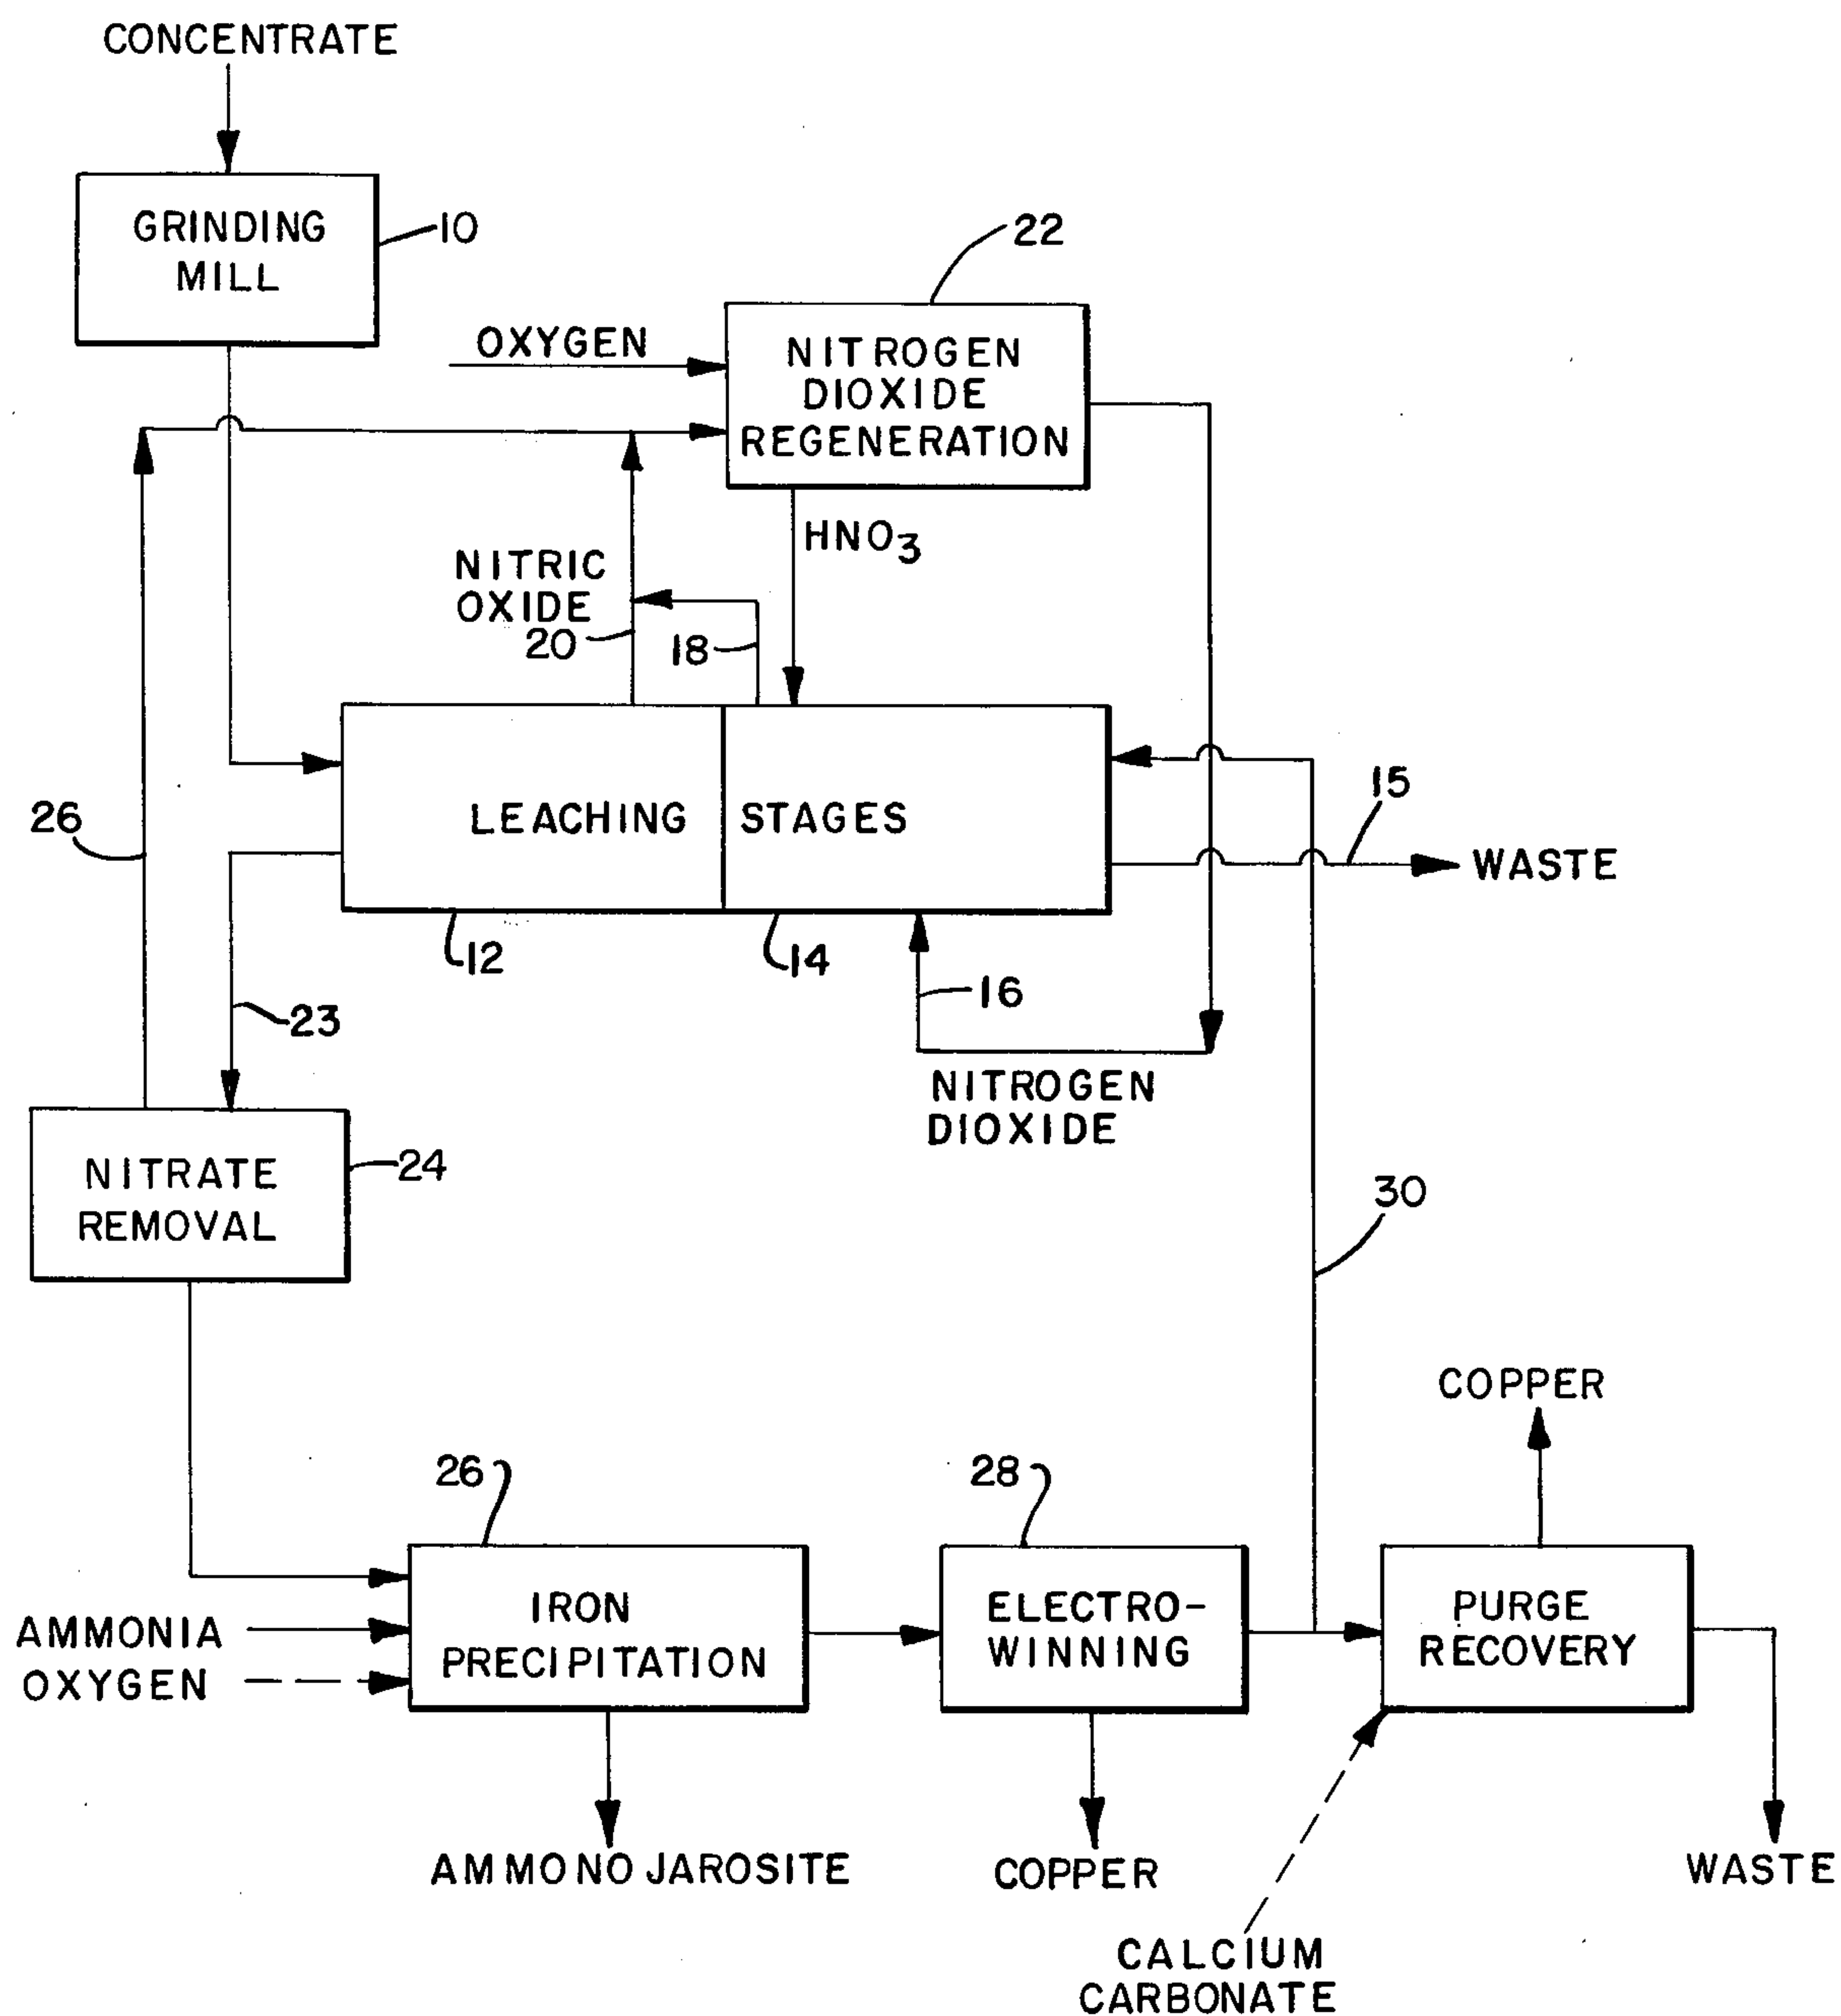 CONCENTRATE
GRINDING
MILL
10
22
OXYGEN
NITROGEN
DIOXIDE
REGENERATION
HNO3
NITRIC
OXIDE
20
18
26
LEACHING STAGES
15
WASTE
12
14
16
23
NITROGEN
DIOXIDE
NITRATE
REMOVAL
24
30
COPPER
26
28
IRON
PRECIPITATION
ELECTRO-
WINNING
PURGE
RECOVERY
AMMONIA
OXYGEN
AMMONO JAROSITE
COPPER
WASTE
CALCIUM
CARBONATE